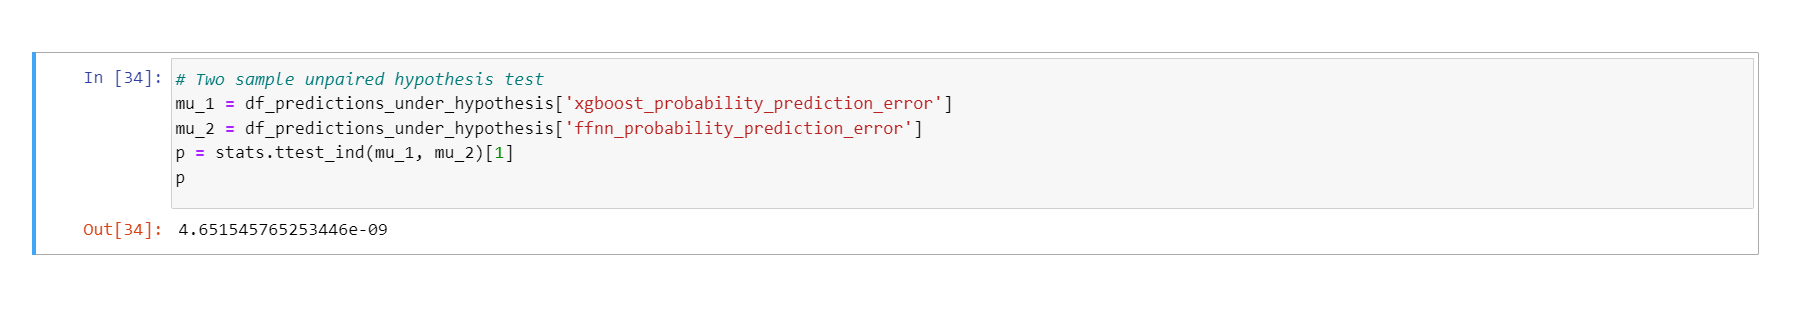 In [34]: # Two sample unpaired hypothesis test
mu_1 = df_predictions_under_hypothesis['xgboost_probability_prediction_error']
mu_2 = df_predictions_under_hypothesis['ffnn_probability_prediction_error']
p = stats.ttest_ind(mu_1, mu_2)[1]
p
Out[34]: 4.651545765253446e-09